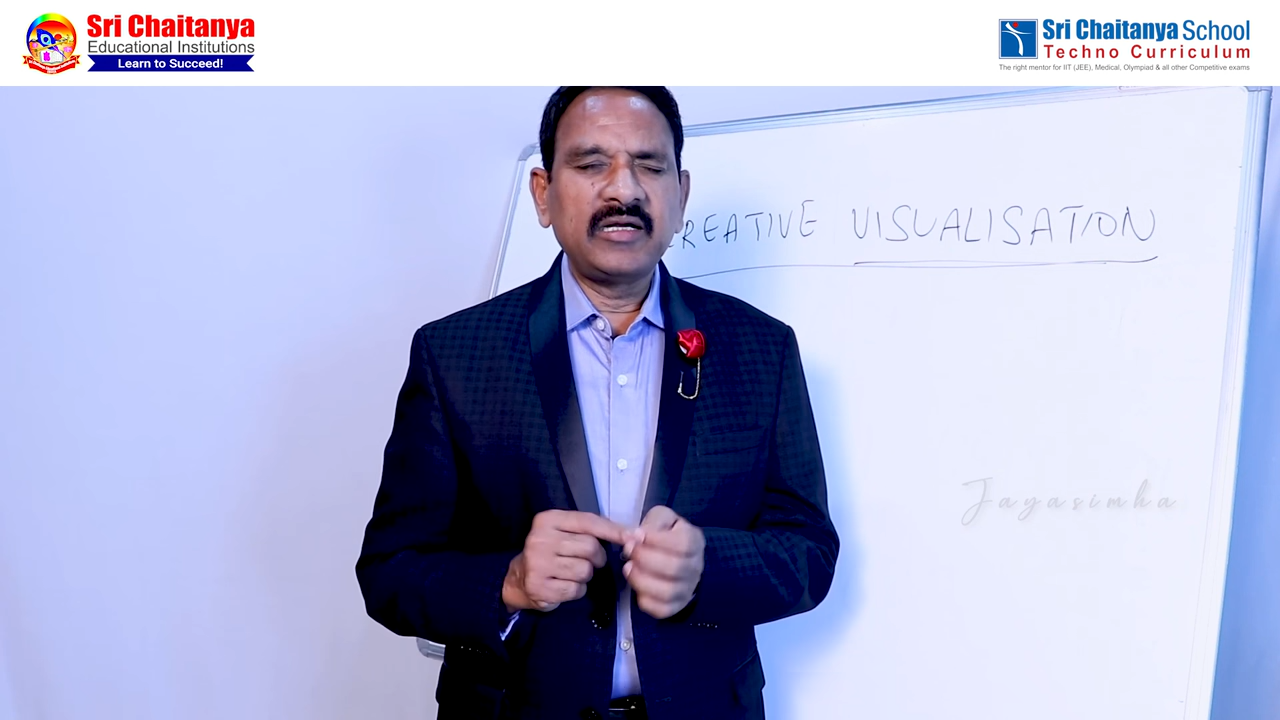 Sri Chaitanya
Educational Institutions
Learn to Succeed!
Sri Chaitanya School
Techno Curriculum
The right mentor for IIT (JEE), Medical, Olympiad & all other Competitive exams
CREATIVE VISUALISATION
Jayasimha